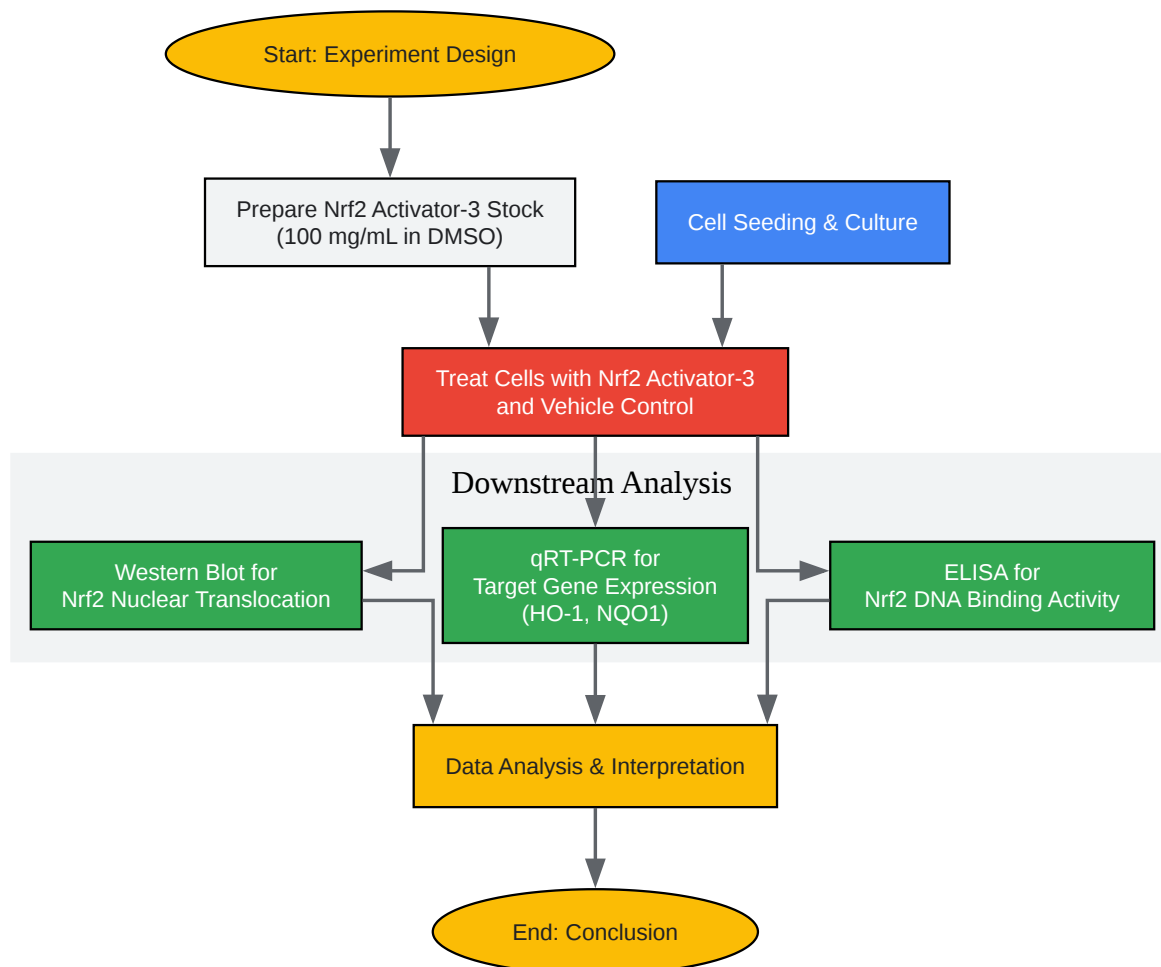 Start: Experiment Design
Prepare Nrf2 Activator-3 Stock
(100 mg/mL in DMSO)
Cell Seeding & Culture
Treat Cells with Nrf2 Activator-3
and Vehicle Control
Downstream Analysis
Western Blot for
Nrf2 Nuclear Translocation
qRT-PCR for
Target Gene Expression
(HO-1, NQO1)
ELISA for
Nrf2 DNA Binding Activity
Data Analysis & Interpretation
End: Conclusion